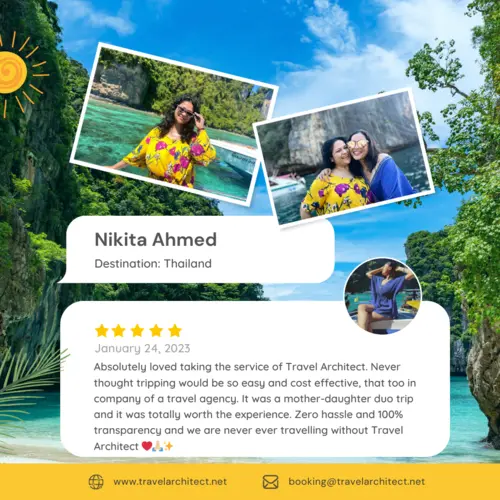 Nikita Ahmed
Destination: Thailand
January 24, 2023
Absolutely loved taking the service of Travel Architect. Never
thought tripping would be so easy and cost effective, that too in
company of a travel agency. It was a mother-daughter duo trip
and it was totally worth the experience. Zero hassle and 100%
transparency and we are never ever travelling without Travel
Architect ❤️🙏🏻✨
www.travelarchitect.net
booking@travelarchitect.net